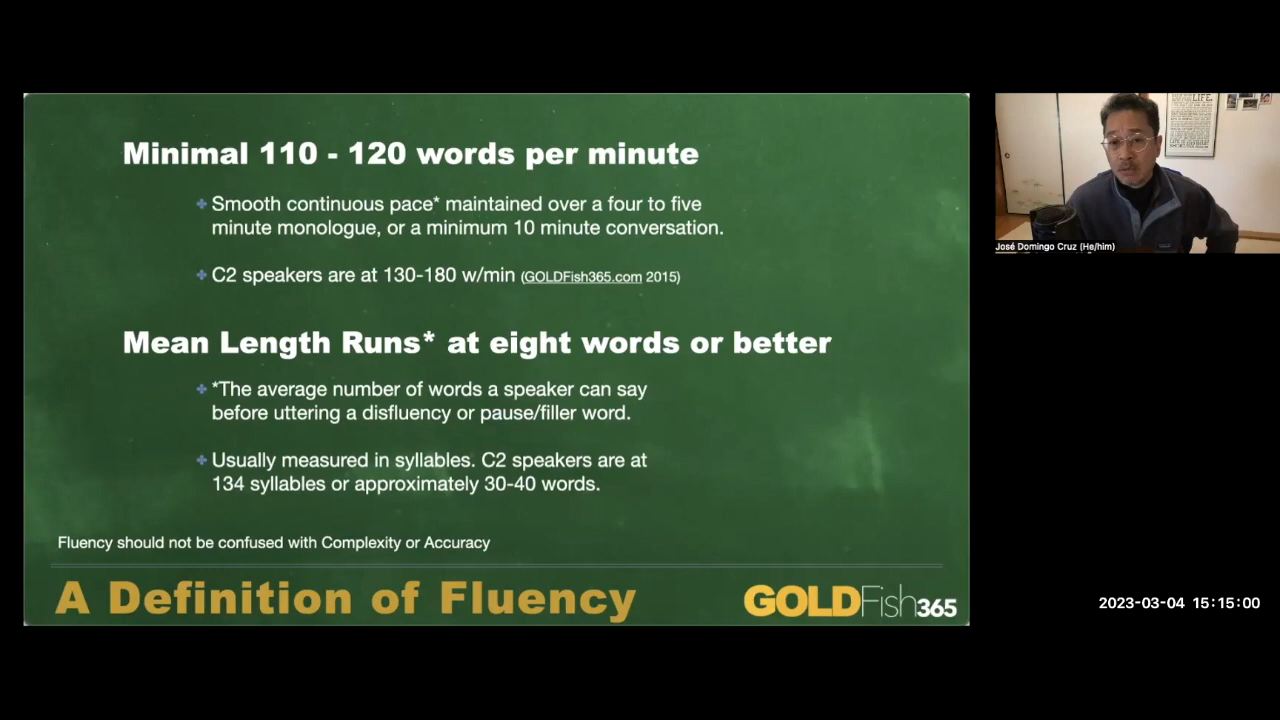 Minimal 110 - 120 words per minute
Smooth continuous pace* maintained over a four to five
minute monologue, or a minimum 10 minute conversation.
C2 speakers are at 130-180 w/min (GOLDFish365.com 2015)
Mean Length Runs* at eight words or better
*The average number of words a speaker can say
before uttering a disfluency or pause/filler word.
Usually measured in syllables. C2 speakers are at
134 syllables or approximately 30-40 words.
Fluency should not be confused with Complexity or Accuracy
A Definition of Fluency
GOLDFish365
LIFE.
José Domingo Cruz (He/him)
2023-03-04 15:15:00